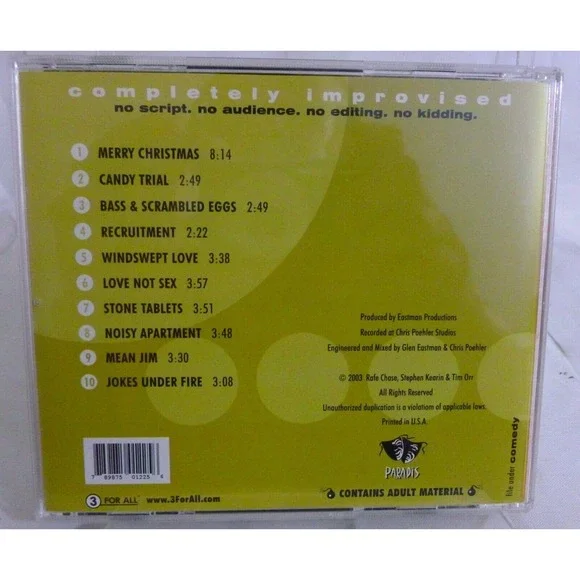 completely improvised
no script. no audience. no editing. no kidding.
1 MERRY CHRISTMAS 8:14
2 CANDY TRIAL 2:49
3 BASS & SCRAMBLED EGGS 2:49
4 RECRUITMENT 2:22
5 WINDSWEPT LOVE 3:38
6 LOVE NOT SEX 3:57
7 STONE TABLETS 3:51
8 NOISY APARTMENT 3:48
9 MEAN JIM 3:30
10 JOKES UNDER FIRE 3:08
Produced by Eastman Productions
Recorded at Chris Poehler Studios
Engineered and Mixed by Glen Eastman & Chris Poehler
© 2003 Rafe Chase, Stephen Kearin & Tim Orr
All Rights Reserved
Unauthorized duplication is a violation of applicable laws.
Printed in U.S.A.
PARADIS
CONTAINS ADULT MATERIAL
file under comedy
7 89875 01225 6
3 FOR ALL www.3ForAll.com